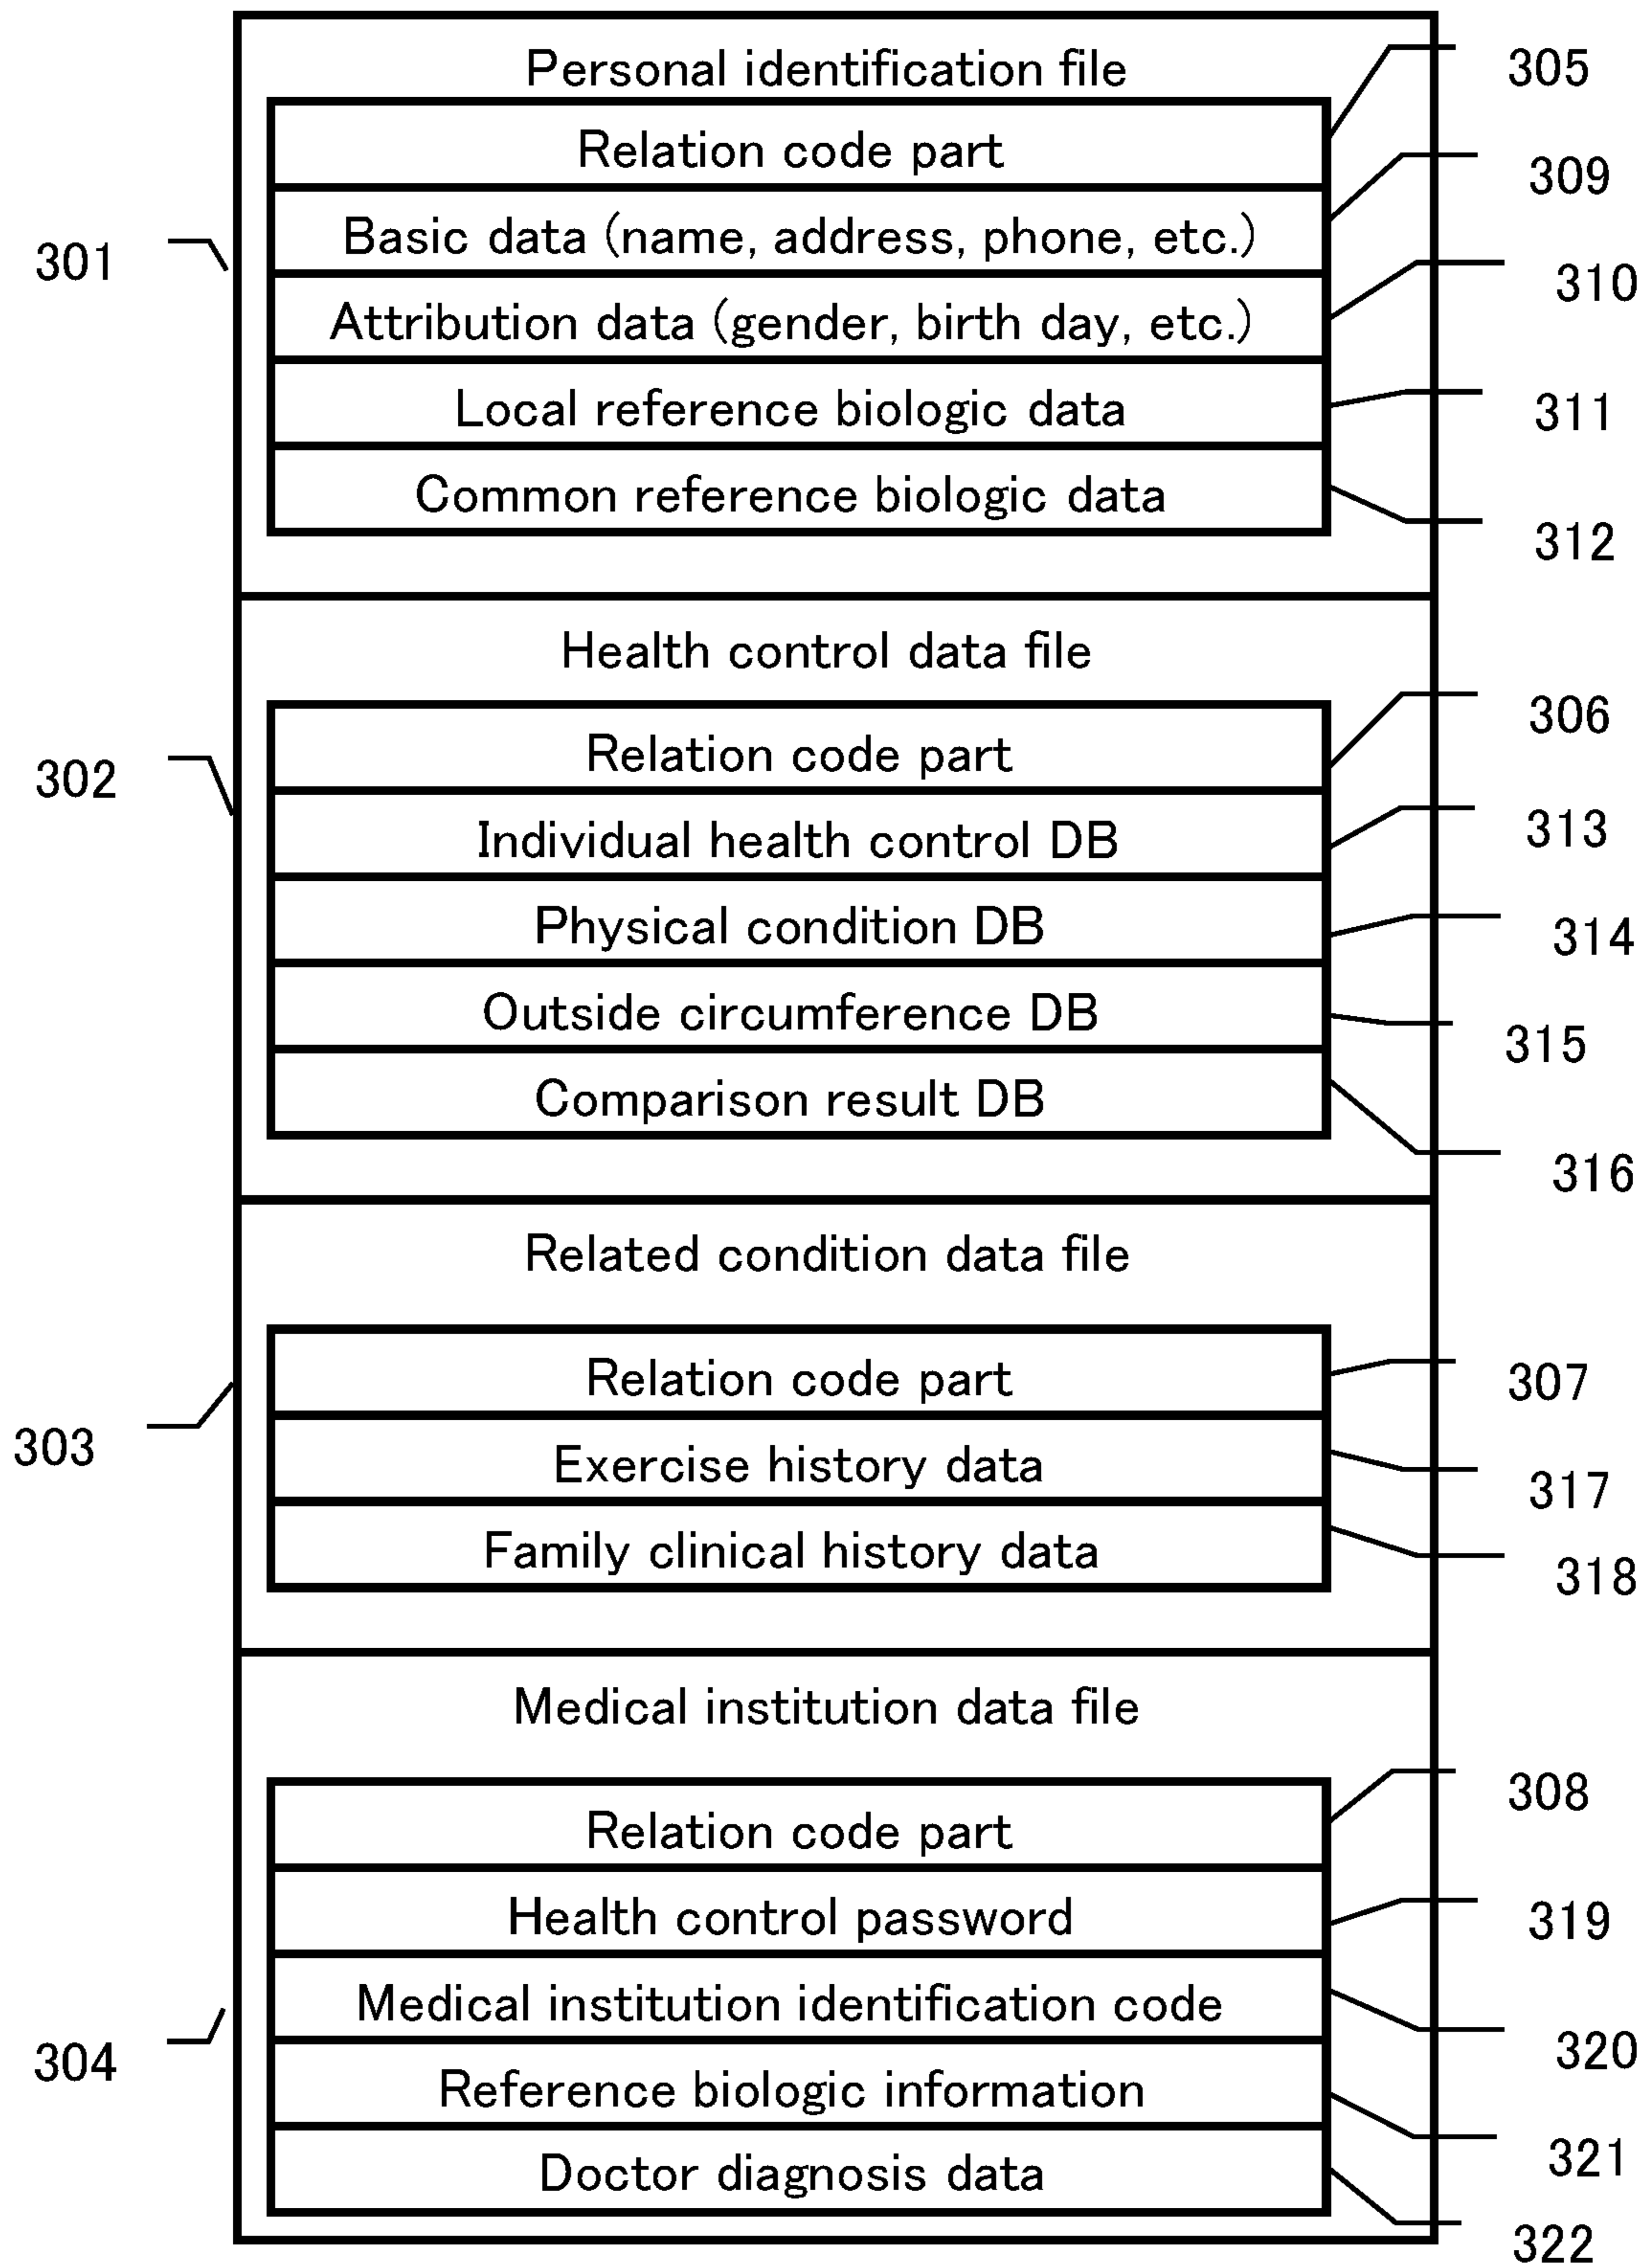 Personal identification file
305
Relation code part
309
301
Basic data (name, address, phone, etc.)
310
Attribution data (gender, birth day, etc.)
311
Local reference biologic data
Common reference biologic data
312
Health control data file
306
302
Relation code part
313
Individual health control DB
314
Physical condition DB
Outside circumference DB
315
Comparison result DB
316
Related condition data file
307
Relation code part
303
Exercise history data
317
Family clinical history data
318
Medical institution data file
308
Relation code part
319
Health control password
304
Medical institution identification code
320
Reference biologic information
321
Doctor diagnosis data
322